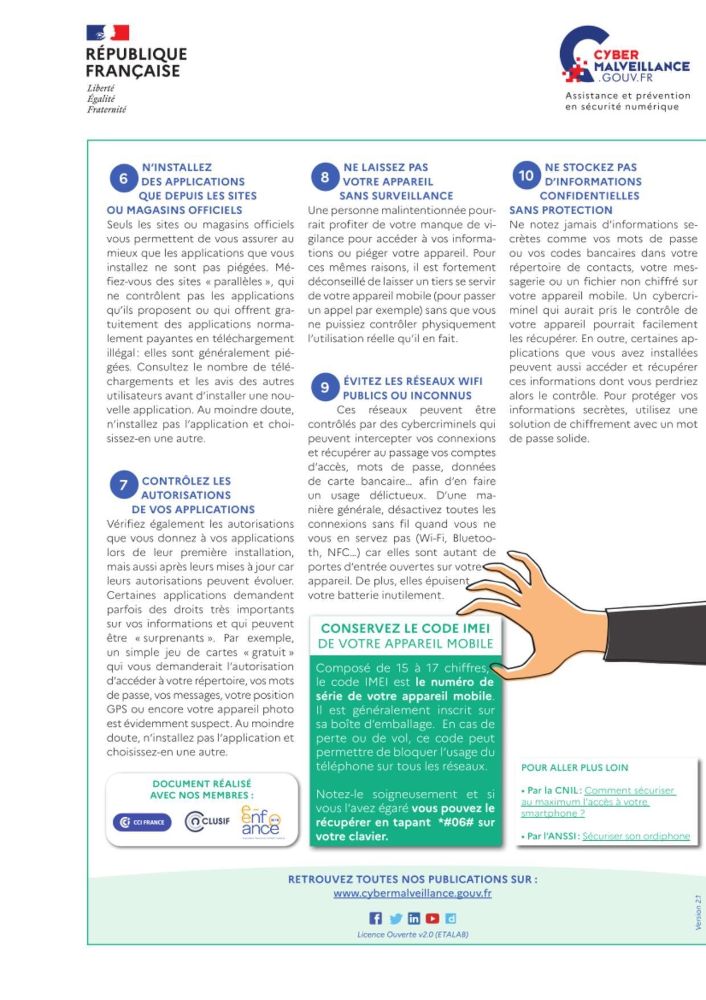 RÉPUBLIQUE
FRANÇAISE
Liberté
Égalité
Fraternité
CYBER
MALVEILLANCE
.GOUV.FR
Assistance et prévention
en sécurité numérique
6
N’INSTALLEZ
DES APPLICATIONS
QUE DEPUIS LES SITES
OU MAGASINS OFFICIELS
Seuls les sites ou magasins officiels
vous permettent de vous assurer au
mieux que les applications que vous
installez ne sont pas piégées. Mé-
fiez-vous des sites « parallèles », qui
ne contrôlent pas les applications
qu’ils proposent ou qui offrent gra-
tuitement des applications norma-
lement payantes en téléchargement
illégal : elles sont généralement pié-
gées. Consultez le nombre de télé-
chargements et les avis des autres
utilisateurs avant d’installer une nou-
velle application. Au moindre doute,
n’installez pas l’application et choi-
sissez-en une autre.
7
CONTRÔLEZ LES
AUTORISATIONS
DE VOS APPLICATIONS
Vérifiez également les autorisations
que vous donnez à vos applications
lors de leur première installation,
mais aussi après leurs mises à jour car
leurs autorisations peuvent évoluer.
Certaines applications demandent
parfois des droits très importants
sur vos informations et qui peuvent
être « surprenants ». Par exemple,
un simple jeu de cartes « gratuit »
qui vous demanderait l’autorisation
d’accéder à votre répertoire, vos mots
de passe, vos messages, votre position
GPS ou encore votre appareil photo
est évidemment suspect. Au moindre
doute, n’installez pas l’application et
choisissez-en une autre.
DOCUMENT RÉALISÉ
AVEC NOS MEMBRES :
CCI FRANCE
CLUSIF
e-
enf
ance
8
NE LAISSEZ PAS
VOTRE APPAREIL
SANS SURVEILLANCE
Une personne malintentionnée pour-
rait profiter de votre manque de vi-
gilance pour accéder à vos informa-
tions ou piéger votre appareil. Pour
ces mêmes raisons, il est fortement
déconseillé de laisser un tiers se servir
de votre appareil mobile (pour passer
un appel par exemple) sans que vous
ne puissiez contrôler physiquement
l’utilisation réelle qu’il en fait.
9
ÉVITEZ LES RÉSEAUX WIFI
PUBLICS OU INCONNUS
Ces réseaux peuvent être
contrôlés par des cybercriminels qui
peuvent intercepter vos connexions
et récupérer au passage vos comptes
d’accès, mots de passe, données
de carte bancaire… afin d’en faire
un usage délictueux. D’une ma-
nière générale, désactivez toutes les
connexions sans fil quand vous ne
vous en servez pas (Wi-Fi, Bluetoo-
th, NFC…) car elles sont autant de
portes d’entrée ouvertes sur votre
appareil. De plus, elles épuisent
votre batterie inutilement.
CONSERVEZ LE CODE IMEI
DE VOTRE APPAREIL MOBILE
Composé de 15 à 17 chiffres,
le code IMEI est le numéro de
série de votre appareil mobile.
Il est généralement inscrit sur
sa boîte d’emballage. En cas de
perte ou de vol, ce code peut
permettre de bloquer l’usage du
téléphone sur tous les réseaux.
Notez-le soigneusement et si
vous l’avez égaré vous pouvez le
récupérer en tapant *#06# sur
votre clavier.
10
NE STOCKEZ PAS
D’INFORMATIONS
CONFIDENTIELLES
SANS PROTECTION
Ne notez jamais d’informations se-
crètes comme vos mots de passe
ou vos codes bancaires dans votre
répertoire de contacts, votre mes-
sagerie ou un fichier non chiffré sur
votre appareil mobile. Un cybercri-
minel qui aurait pris le contrôle de
votre appareil pourrait facilement
les récupérer. En outre, certaines ap-
plications que vous avez installées
peuvent aussi accéder et récupérer
ces informations dont vous perdriez
alors le contrôle. Pour protéger vos
informations secrètes, utilisez une
solution de chiffrement avec un mot
de passe solide.
POUR ALLER PLUS LOIN
• Par la CNIL : Comment sécuriser
au maximum l’accès à votre
smartphone ?
• Par l’ANSSI : Sécuriser son ordiphone
RETROUVEZ TOUTES NOS PUBLICATIONS SUR :
www.cybermalveillance.gouv.fr
Licence Ouverte v2.0 (ETALAB)
Version 2.1